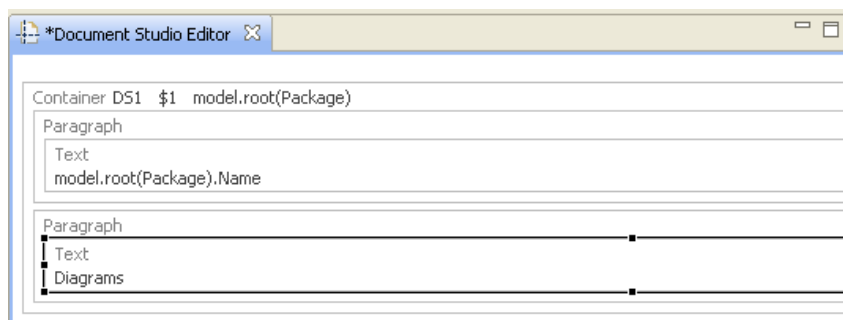 *Document Studio Editor
Container DS1 $1 model.root(Package)
Paragraph
Text
model.root(Package).Name
Paragraph
Text
Diagrams